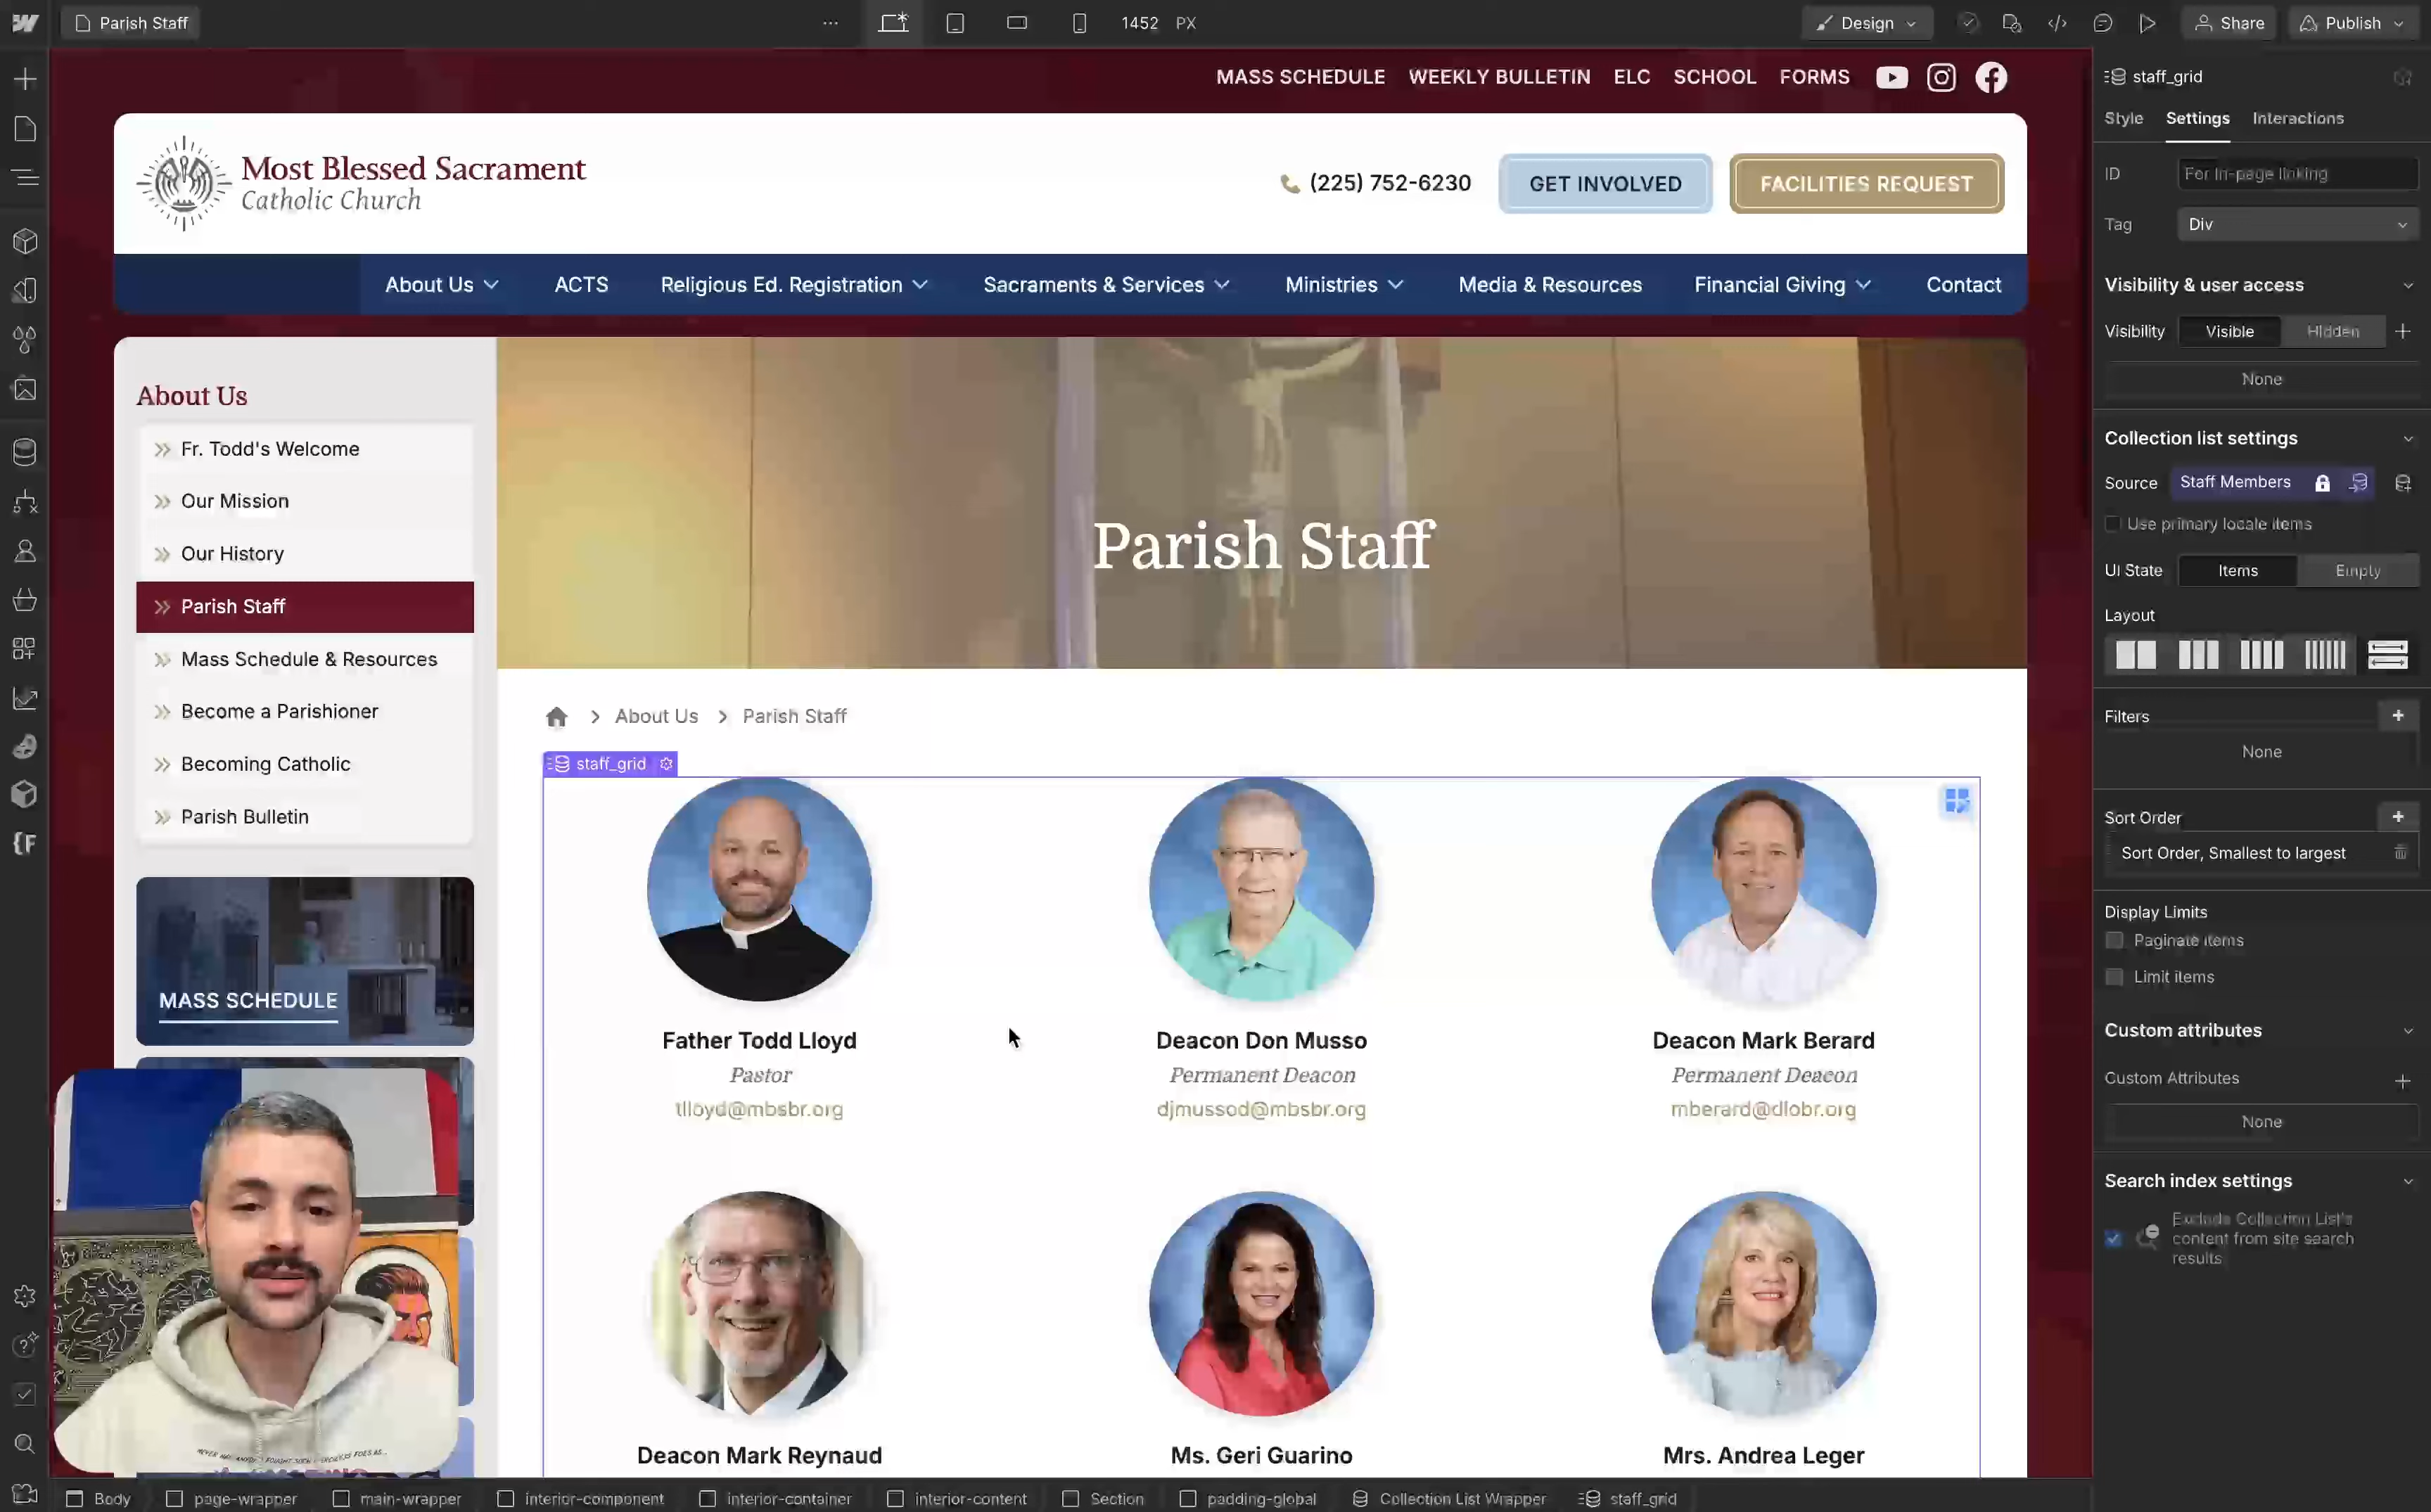 Parish Staff
...
1452 PX
Design
Share
Publish
MASS SCHEDULE WEEKLY BULLETIN ELC SCHOOL FORMS
Most Blessed Sacrament
Catholic Church
(225) 752-6230
GET INVOLVED
FACILITIES REQUEST
About Us ACTS Religious Ed. Registration Sacraments & Services Ministries Media & Resources Financial Giving Contact
About Us
Fr. Todd's Welcome
Our Mission
Our History
Parish Staff
Mass Schedule & Resources
Become a Parishioner
Becoming Catholic
Parish Bulletin
MASS SCHEDULE
Parish Staff
About Us > Parish Staff
staff_grid
Father Todd Lloyd
Pastor
tlloyd@mbsbr.org
Deacon Don Musso
Permanent Deacon
djmussod@mbsbr.org
Deacon Mark Berard
Permanent Deacon
mberard@dlobr.org
Deacon Mark Reynaud
Ms. Geri Guarino
Mrs. Andrea Leger
staff_grid
Style Settings Interactions
ID For in-page linking
Tag Div
Visibility & user access
Visibility Visible Hidden
None
Collection list settings
Source Staff Members
Use primary locale items
UI State Items Empty
Layout
Filters
None
Sort Order
Sort Order, Smallest to largest
Display Limits
Paginate items
Limit items
Custom attributes
Custom Attributes
None
Search index settings
Exclude Collection List's
content from site search
results
Body page-wrapper main-wrapper interior-component interior-container interior-content Section padding-global Collection List Wrapper staff_grid